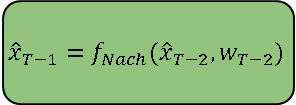 x̂_{T−1} = f_{Nach}(x̂_{T−2}, w_{T−2})